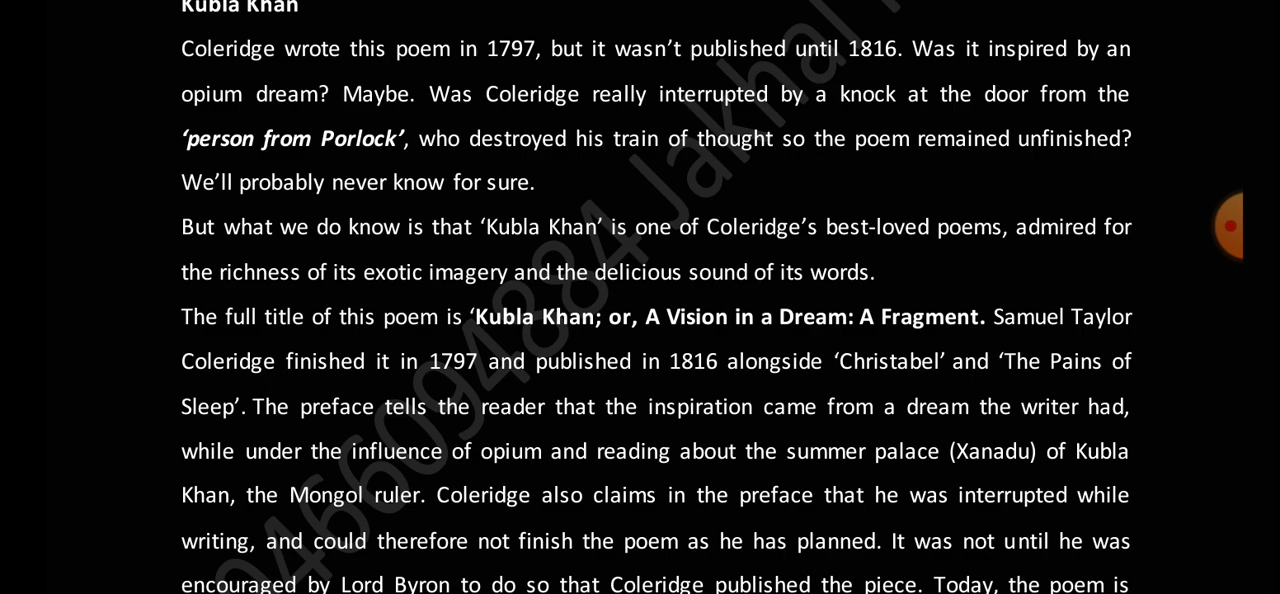 Kubla Khan
Coleridge wrote this poem in 1797, but it wasn’t published until 1816. Was it inspired by an
opium dream? Maybe. Was Coleridge really interrupted by a knock at the door from the
‘person from Porlock’, who destroyed his train of thought so the poem remained unfinished?
We’ll probably never know for sure.
But what we do know is that ‘Kubla Khan’ is one of Coleridge’s best-loved poems, admired for
the richness of its exotic imagery and the delicious sound of its words.
The full title of this poem is ‘Kubla Khan; or, A Vision in a Dream: A Fragment. Samuel Taylor
Coleridge finished it in 1797 and published in 1816 alongside ‘Christabel’ and ‘The Pains of
Sleep’. The preface tells the reader that the inspiration came from a dream the writer had,
while under the influence of opium and reading about the summer palace (Xanadu) of Kubla
Khan, the Mongol ruler. Coleridge also claims in the preface that he was interrupted while
writing, and could therefore not finish the poem as he has planned. It was not until he was
encouraged by Lord Byron to do so that Coleridge published the piece. Today, the poem is
9466094884 Jakhal